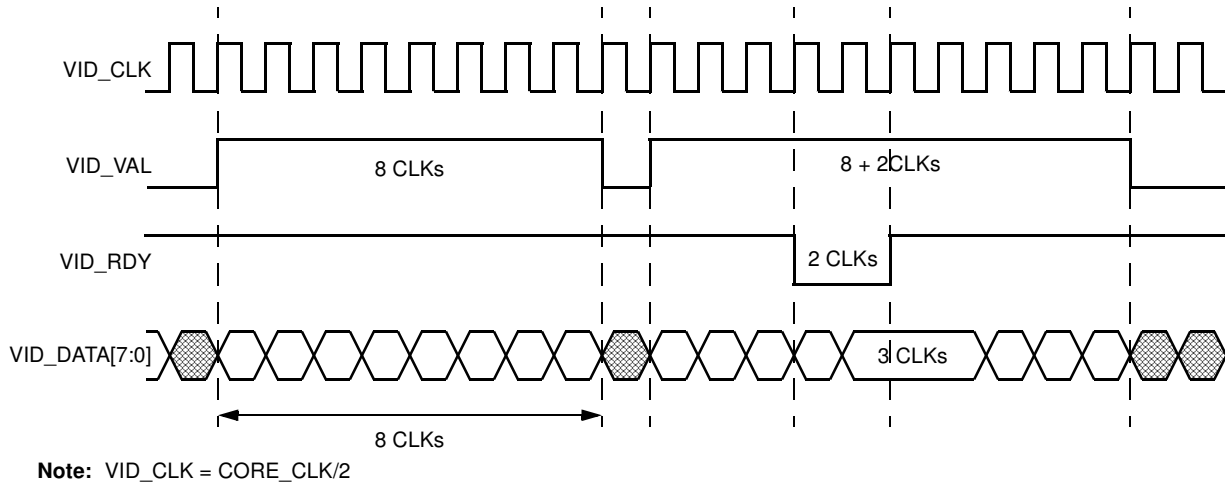 VID_CLK
VID_VAL
8 CLKs
8 + 2CLKs
VID_RDY
2 CLKs
VID_DATA[7:0]
3 CLKs
8 CLKs
Note: VID_CLK = CORE_CLK/2